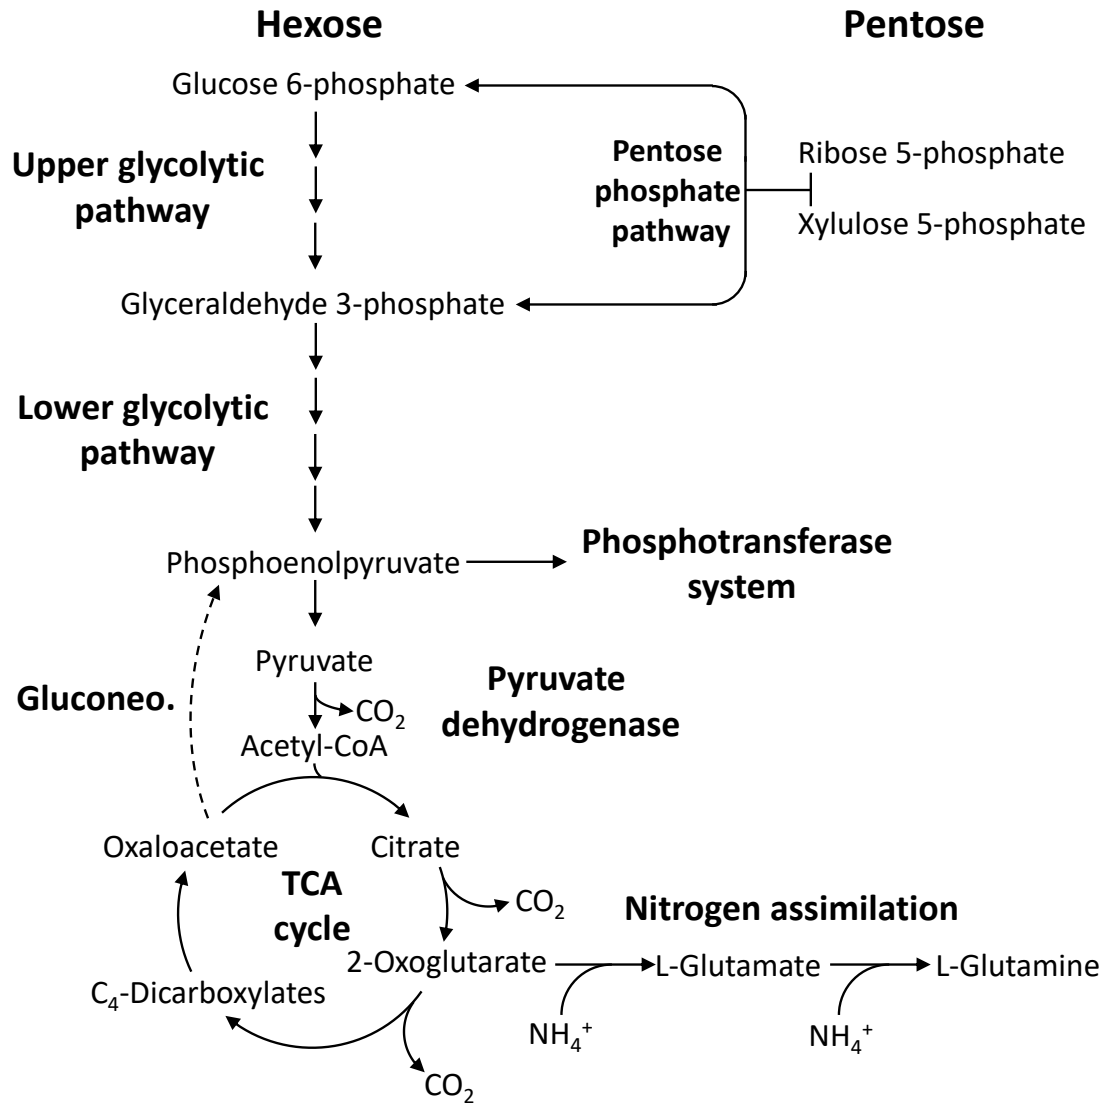 Hexose
Pentose
Glucose 6-phosphate
Upper glycolytic
pathway
Pentose
phosphate
pathway
Ribose 5-phosphate
Xylulose 5-phosphate
Glyceraldehyde 3-phosphate
Lower glycolytic
pathway
Phosphoenolpyruvate
Phosphotransferase
system
Pyruvate
Gluconeo.
Pyruvate
dehydrogenase
CO₂
Acetyl-CoA
Oxaloacetate
Citrate
TCA
cycle
CO₂
Nitrogen assimilation
2-Oxoglutarate
L-Glutamate
L-Glutamine
C₄-Dicarboxylates
NH₄⁺
NH₄⁺
CO₂